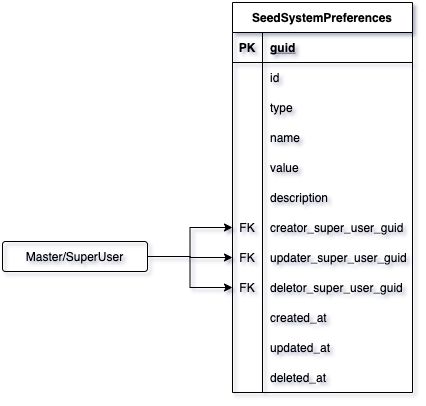 SeedSystemPreferences
PK guid
id
type
name
value
description
FK creator_super_user_guid
Master/SuperUser
FK updater_super_user_guid
FK deletor_super_user_guid
created_at
updated_at
deleted_at